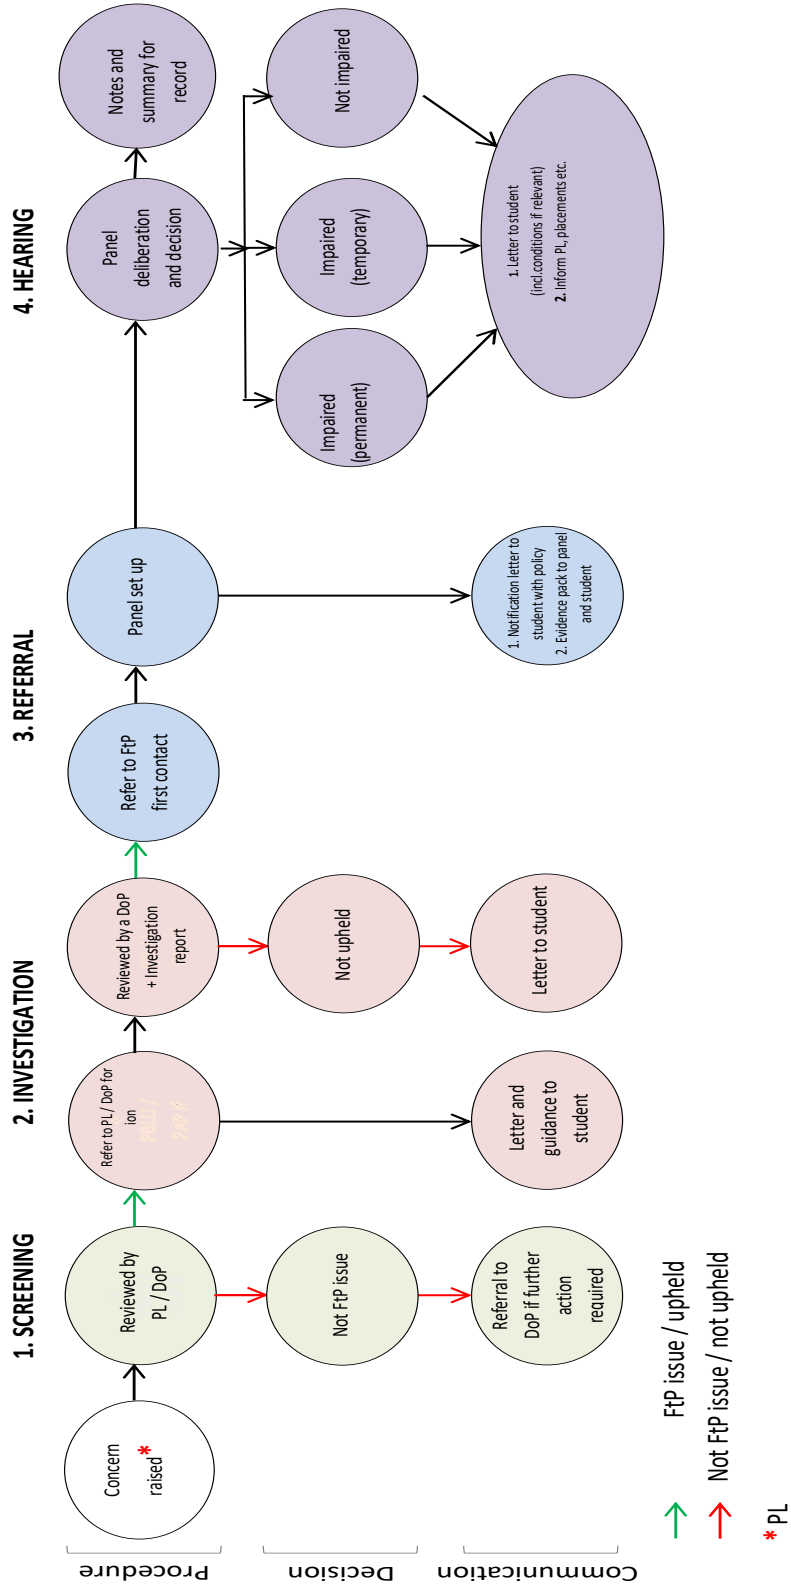 1. SCREENING
2. INVESTIGATION
3. REFERRAL
4. HEARING
Procedure
Concern
raised*
Reviewed by
PL / DoP
Refer to PL / DoP for
ion
PBLU /
Reviewed by a DoP
+ Investigation
report
Refer to FtP
first contact
Panel set up
Panel
deliberation
and decision
Notes and
summary for
record
Decision
Not FtP issue
Not upheld
Impaired
(permanent)
Impaired
(temporary)
Not impaired
Communication
Referral to
DoP if further
action
required
Letter and
guidance to
student
Letter to student
1. Notification letter to
student with policy
2. Evidence pack to panel
and student
1. Letter to student
(incl.conditions if relevant)
2. Inform PL, placements etc.
FtP issue / upheld
Not FtP issue / not upheld
* PL